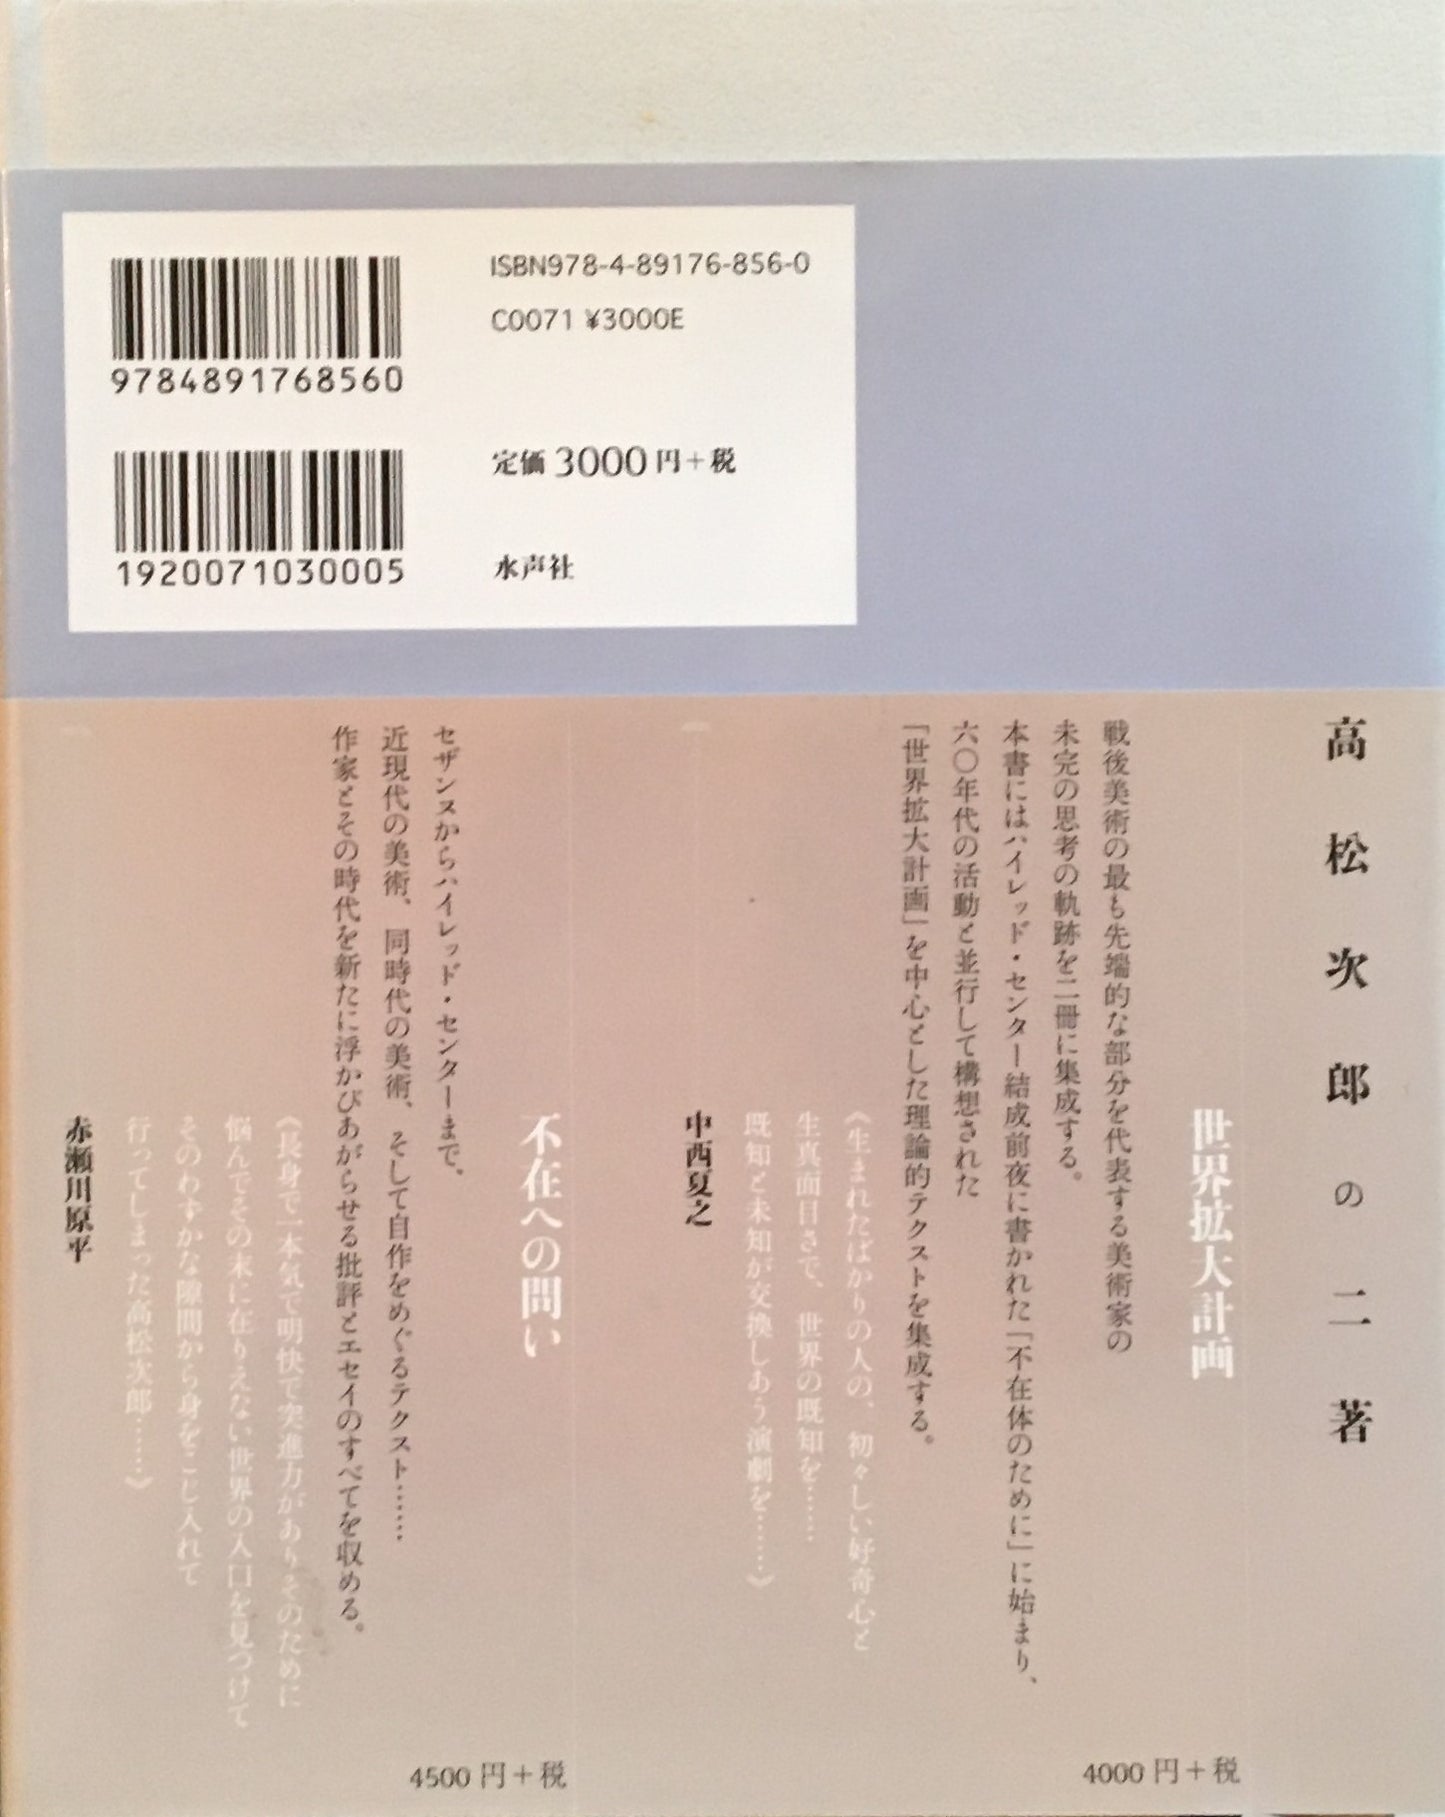 ISBN978-4-89176-856-0
C0071 ¥3000E
9784891768560
定価 3000円+税
1920071030005
水声社
高松次郎の二著
世界拡大計画
戦後美術の最も先端的な部分を代表する美術家の
未完の思考の軌跡を二冊に集成する。
本書にはハイレッド・センター結成前夜に書かれた「不在体のために」に始まり、
六〇年代の活動と並行して構想された
「世界拡大計画」を中心とした理論的テクストを集成する。
《生まれたばかりの人の、初々しい好奇心と
生真面目さで、世界の既知を……
既知と未知が交換しあう演劇を……》
中西夏之
4000円+税
不在への問い
セザンヌからハイレッド・センターまで。
近現代の美術、同時代の美術、そして自作をめぐるテクスト……
作家とその時代を新たに浮かびあがらせる批評とエセイのすべてを収める。
《長身で一本気で明快で突進力がありそのために
悩んでその末に在りえない世界の入口を見つけて
そのわずかな隙間から身をこじ入れて
行ってしまった高松次郎……》
赤瀬川原平
4500円+税